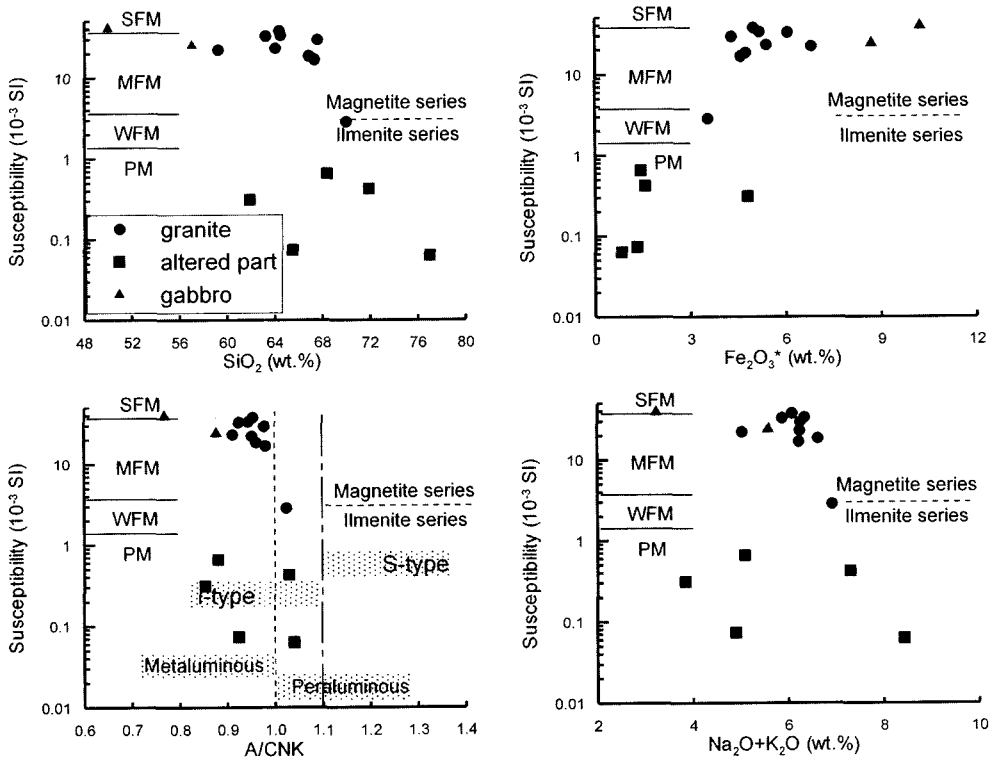 SFM
MFM
WFM
PM
Magnetite series
Ilmenite series
granite
altered part
gabbro
Susceptibility (10⁻³ SI)
10
1
0.1
0.01
48 52 56 60 64 68 72 76 80
SiO₂ (wt.%)
SFM
MFM
WFM
PM
Magnetite series
Ilmenite series
Susceptibility (10⁻³ SI)
10
1
0.1
0.01
0 3 6 9 12
Fe₂O₃* (wt.%)
SFM
MFM
WFM
PM
Magnetite series
Ilmenite series
S-type
I-type
Metaluminous
Peraluminous
Susceptibility (10⁻³ SI)
10
1
0.1
0.01
0.6 0.7 0.8 0.9 1.0 1.1 1.2 1.3 1.4
A/CNK
SFM
MFM
WFM
PM
Magnetite series
Ilmenite series
Susceptibility (10⁻³ SI)
10
1
0.1
0.01
2 4 6 8 10
Na₂O+K₂O (wt.%)